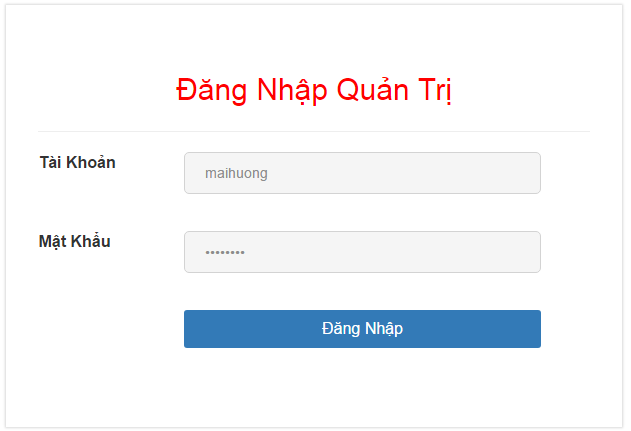 Đăng Nhập Quản Trị
Tài Khoản
maihuong
Mật Khẩu
••••••••
Đăng Nhập